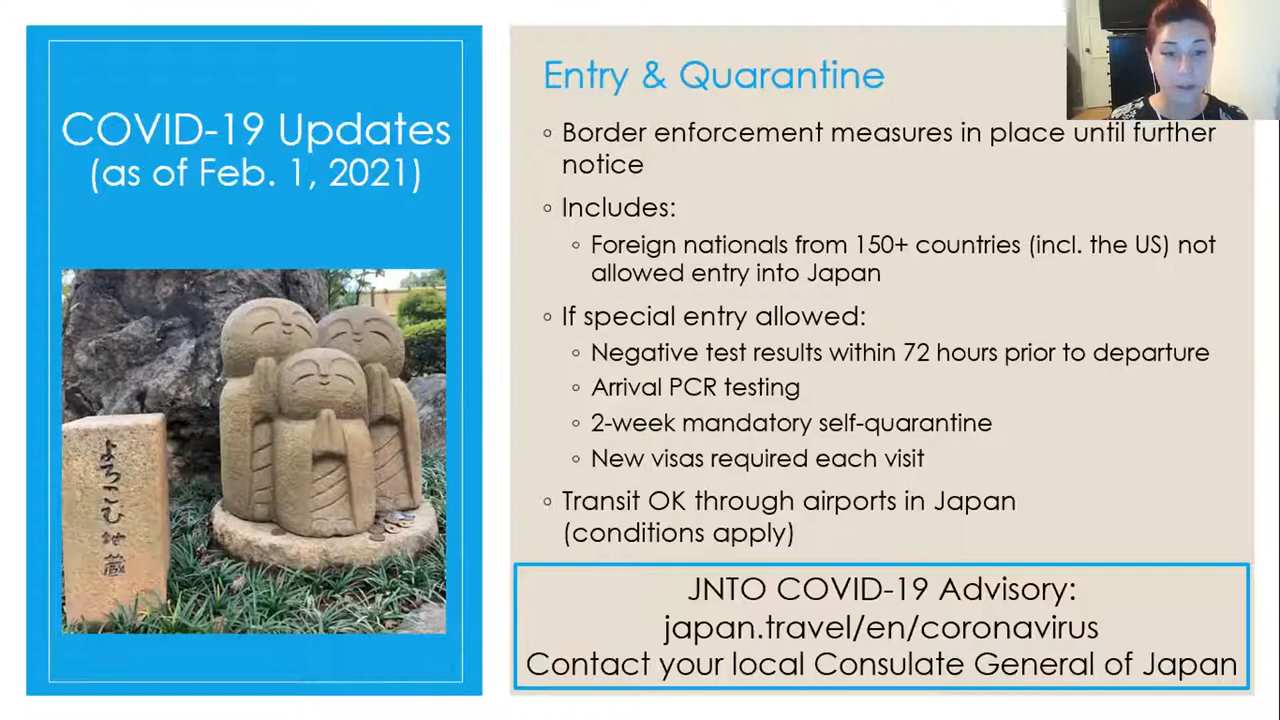 COVID-19 Updates
(as of Feb. 1, 2021)
よろこむ地蔵
Entry & Quarantine
◦ Border enforcement measures in place until further
notice
◦ Includes:
◦ Foreign nationals from 150+ countries (incl. the US) not
allowed entry into Japan
◦ If special entry allowed:
◦ Negative test results within 72 hours prior to departure
◦ Arrival PCR testing
◦ 2-week mandatory self-quarantine
◦ New visas required each visit
◦ Transit OK through airports in Japan
(conditions apply)
JNTO COVID-19 Advisory:
japan.travel/en/coronavirus
Contact your local Consulate General of Japan